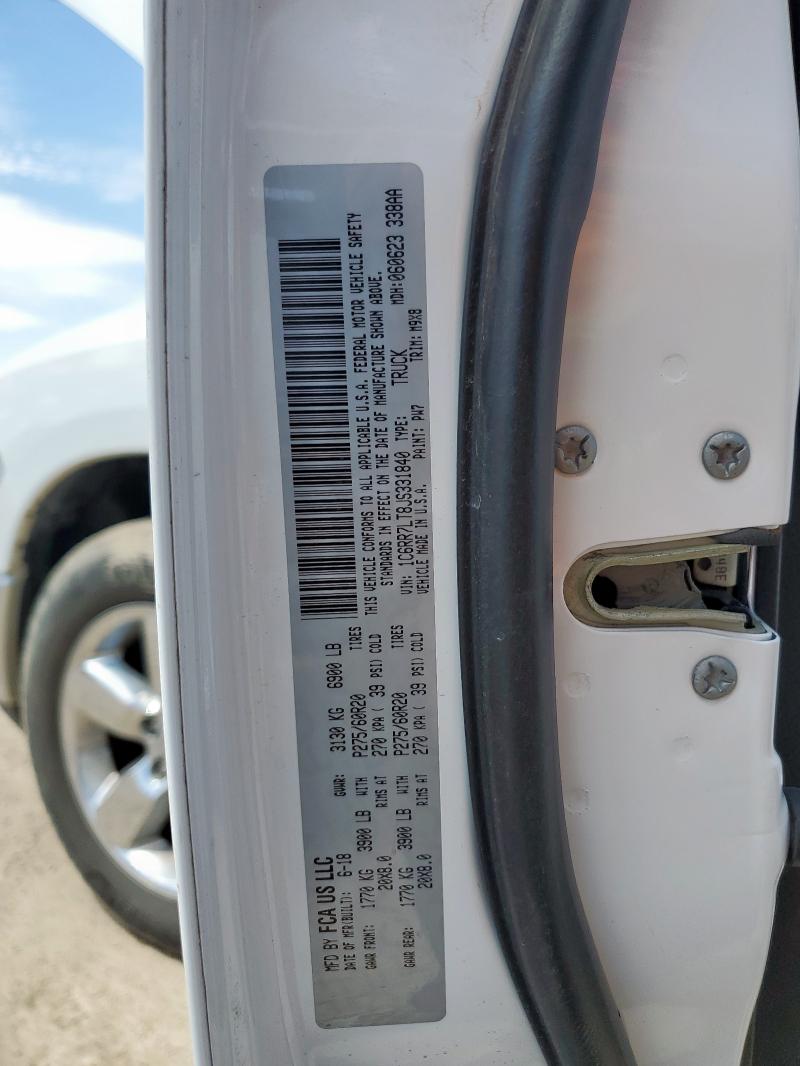 MFD BY FCA US LLC
DATE OF MFR(BUILT): 6-18 GVWR: 3130 KG 6900 LB
GAWR FRONT: 1770 KG 3900 LB WITH P275/60R20 TIRES
20X8.0 RIMS AT 270 KPA ( 39 PSI) COLD
GAWR REAR: 1770 KG 3900 LB WITH P275/60R20 TIRES
20X8.0 RIMS AT 270 KPA ( 39 PSI) COLD
THIS VEHICLE CONFORMS TO ALL APPLICABLE U.S.A. FEDERAL MOTOR VEHICLE SAFETY
STANDARDS IN EFFECT ON THE DATE OF MANUFACTURE SHOWN ABOVE.
VIN: 1C6RR7LT8JS331840 TYPE: TRUCK MDH:060623 338AA
VEHICLE MADE IN U.S.A. PAINT: PW7 TRIM: M9X8